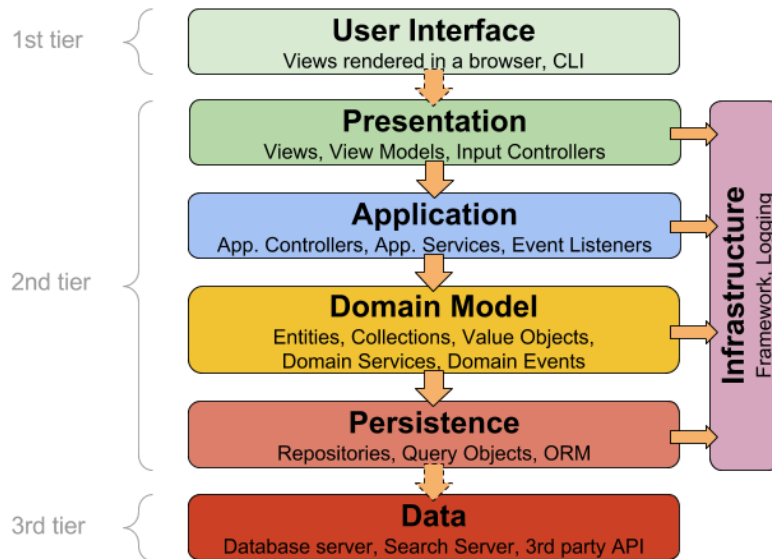 1st tier
User Interface
Views rendered in a browser, CLI
2nd tier
Presentation
Views, View Models, Input Controllers
Application
App. Controllers, App. Services, Event Listeners
Domain Model
Entities, Collections, Value Objects,
Domain Services, Domain Events
Persistence
Repositories, Query Objects, ORM
Infrastructure
Framework, Logging
3rd tier
Data
Database server, Search Server, 3rd party API